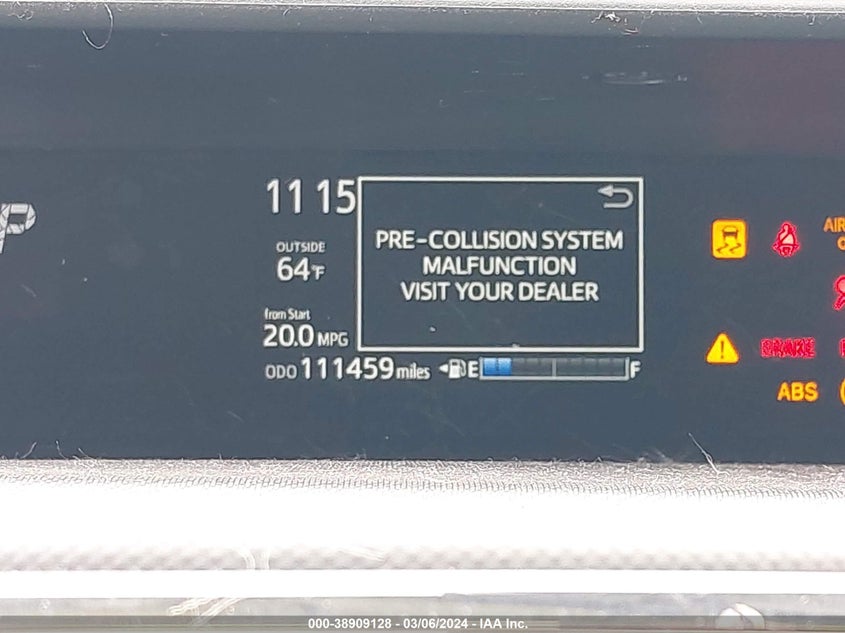 P
11 15
OUTSIDE
64°F
from Start
20.0 MPG
ODO 111459 miles
E
F
PRE-COLLISION SYSTEM
MALFUNCTION
VISIT YOUR DEALER
AIR
BRAKE
ABS
000-38909128 - 03/06/2024 - IAA Inc.